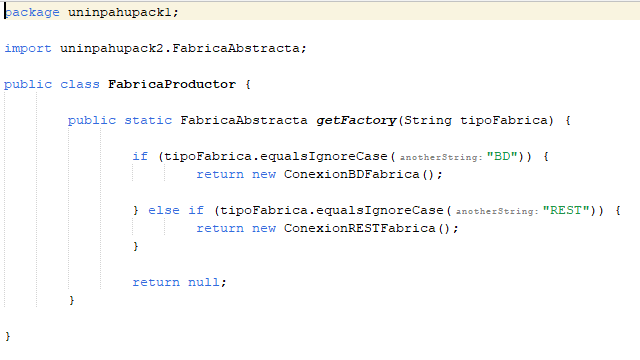 package uninpahupack1;
import uninpahupack2.FabricaAbstracta;
public class FabricaProductor {
public static FabricaAbstracta getFactory(String tipoFabrica) {
if (tipoFabrica.equalsIgnoreCase( anotherString: "BD")) {
return new ConexionBDFabrica();
} else if (tipoFabrica.equalsIgnoreCase( anotherString: "REST")) {
return new ConexionRESTFabrica();
}
return null;
}
}